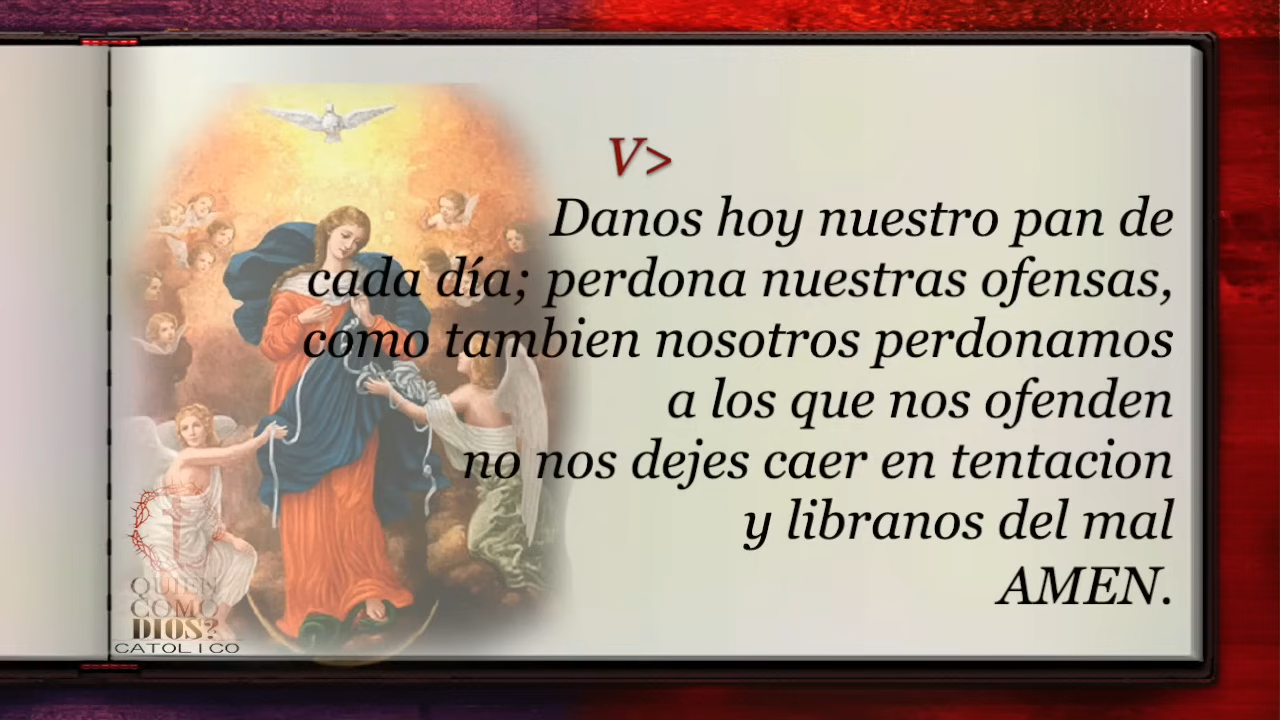 V>
Danos hoy nuestro pan de
cada día; perdona nuestras ofensas,
como tambien nosotros perdonamos
a los que nos ofenden
no nos dejes caer en tentacion
y libranos del mal
AMEN.
QUIEN
COMO
DIOS?
CATOLICO